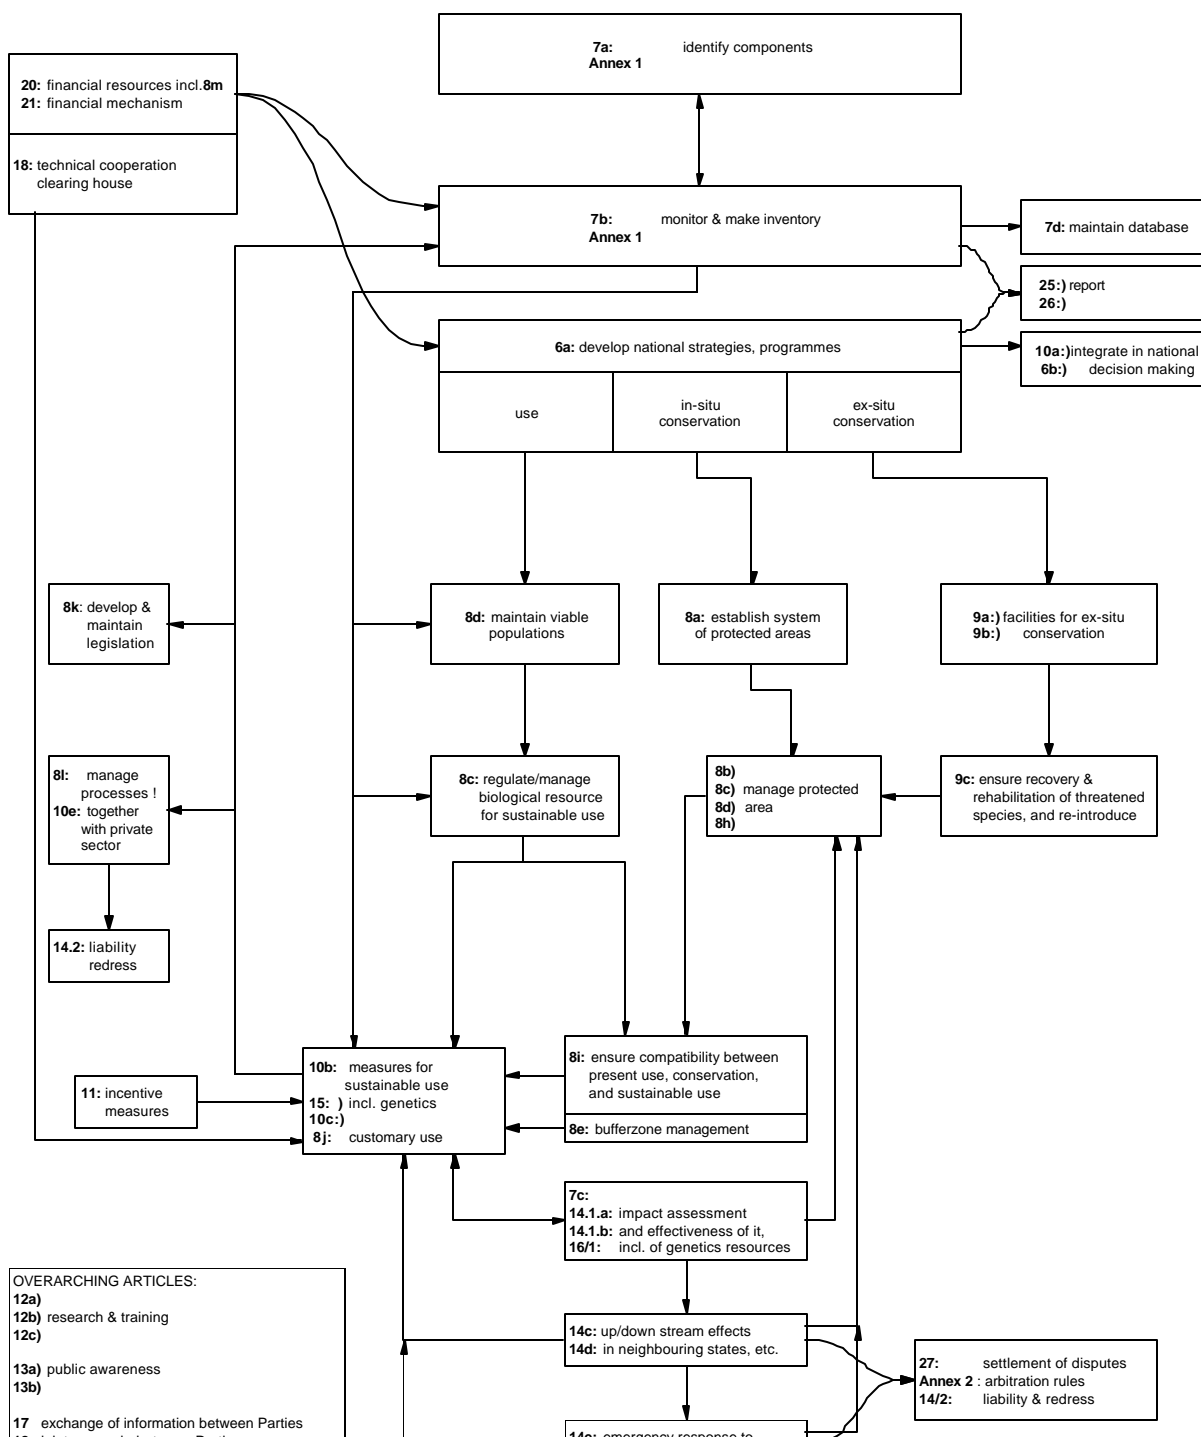 7a: identify components
Annex 1
20: financial resources incl.8m
21: financial mechanism
18: technical cooperation
clearing house
7b: monitor & make inventory
Annex 1
7d: maintain database
25:) report
26:)
6a: develop national strategies, programmes
10a:)integrate in national
6b:) decision making
use
in-situ
conservation
ex-situ
conservation
8k: develop &
maintain
legislation
8d: maintain viable
populations
8a: establish system
of protected areas
9a:) facilities for ex-situ
9b:) conservation
8l: manage
processes !
10e: together
with private
sector
8c: regulate/manage
biological resource
for sustainable use
8b)
8c) manage protected
8d) area
8h)
9c: ensure recovery &
rehabilitation of threatened
species, and re-introduce
14.2: liability
redress
10b: measures for
sustainable use
15: ) incl. genetics
10c:)
8j: customary use
8i: ensure compatibility between
present use, conservation,
and sustainable use
8e: bufferzone management
11: incentive
measures
7c:
14.1.a: impact assessment
14.1.b: and effectiveness of it,
16/1: incl. of genetics resources
OVERARCHING ARTICLES:
12a)
12b) research & training
12c)
13a) public awareness
13b)
17 exchange of information between Parties
14c: up/down stream effects
14d: in neighbouring states, etc.
27: settlement of disputes
Annex 2 : arbitration rules
14/2: liability & redress
14e: emergency response to